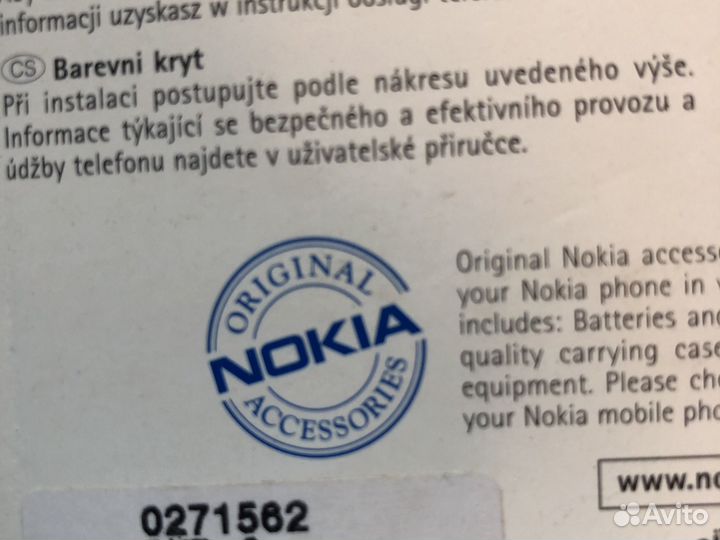 informacji uzyskasz w instrukcji obsługi
CS Barevni kryt
Při instalaci postupujte podle nákresu uvedeného výše.
Informace týkající se bezpečného a efektivního provozu a
údžby telefonu najdete v uživatelské přiručce.
ORIGINAL
NOKIA
ACCESSORIES
Original Nokia access
your Nokia phone in
includes: Batteries and
quality carrying case
equipment. Please che
your Nokia mobile pho
www.no
0271562
Avito